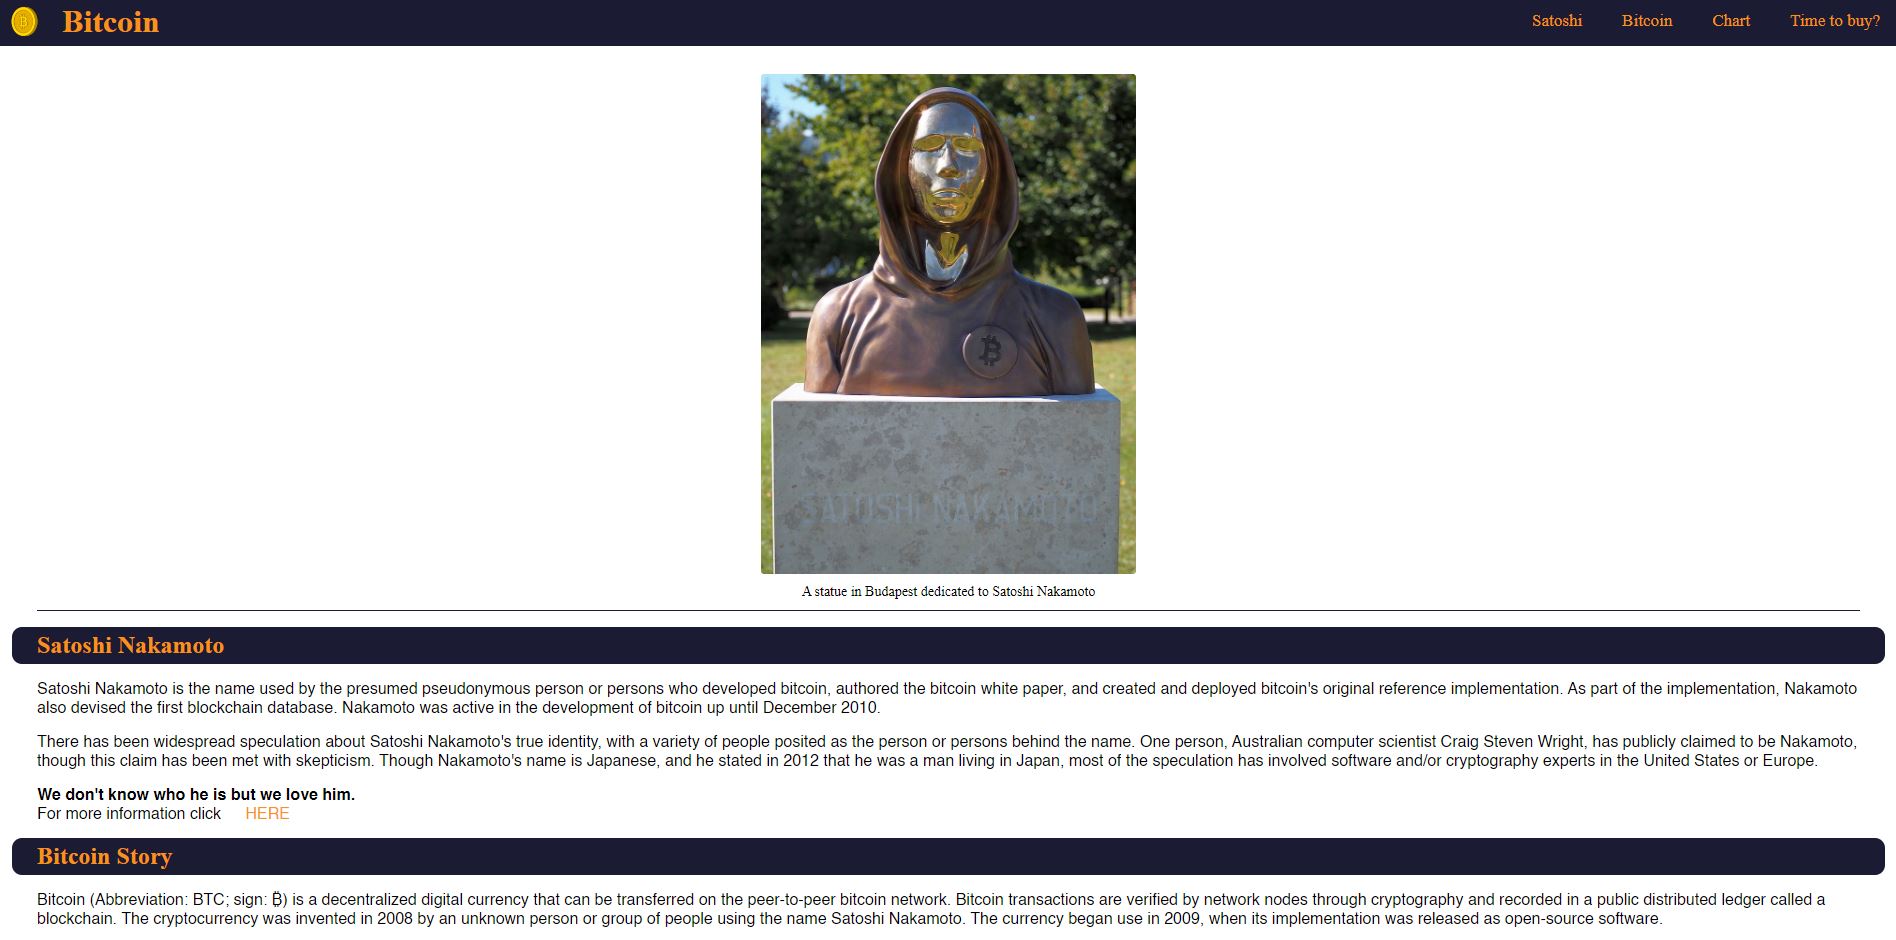 Bitcoin
Satoshi Bitcoin Chart Time to buy?
SATOSHI NAKAMOTO
A statue in Budapest dedicated to Satoshi Nakamoto
Satoshi Nakamoto
Satoshi Nakamoto is the name used by the presumed pseudonymous person or persons who developed bitcoin, authored the bitcoin white paper, and created and deployed bitcoin's original reference implementation. As part of the implementation, Nakamoto
also devised the first blockchain database. Nakamoto was active in the development of bitcoin up until December 2010.
There has been widespread speculation about Satoshi Nakamoto's true identity, with a variety of people posited as the person or persons behind the name. One person, Australian computer scientist Craig Steven Wright, has publicly claimed to be Nakamoto,
though this claim has been met with skepticism. Though Nakamoto's name is Japanese, and he stated in 2012 that he was a man living in Japan, most of the speculation has involved software and/or cryptography experts in the United States or Europe.
We don't know who he is but we love him.
For more information click HERE
Bitcoin Story
Bitcoin (Abbreviation: BTC; sign: ₿) is a decentralized digital currency that can be transferred on the peer-to-peer bitcoin network. Bitcoin transactions are verified by network nodes through cryptography and recorded in a public distributed ledger called a
blockchain. The cryptocurrency was invented in 2008 by an unknown person or group of people using the name Satoshi Nakamoto. The currency began use in 2009, when its implementation was released as open-source software.